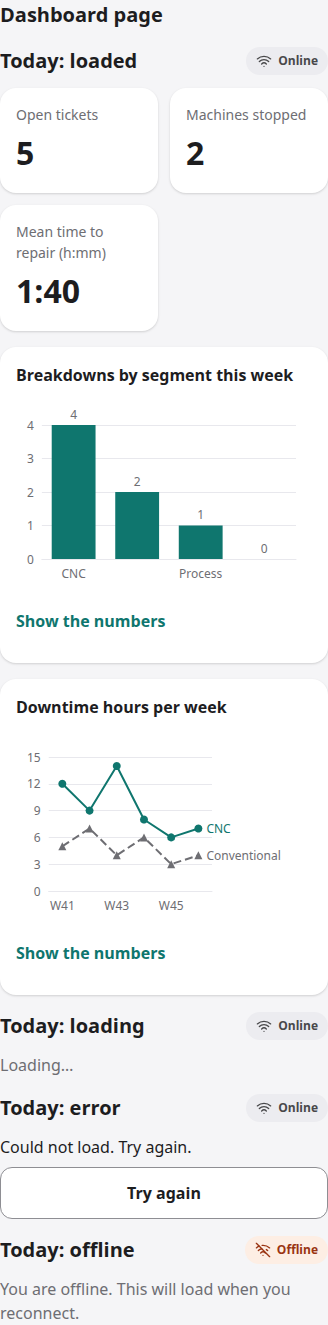 Dashboard page
Today: loaded
Online
Open tickets
5
Machines stopped
2
Mean time to
repair (h:mm)
1:40
Breakdowns by segment this week
4
4
3
2
2
1
1
0
0
CNC
Process
Show the numbers
Downtime hours per week
15
12
9
6
3
0
CNC
Conventional
W41
W43
W45
Show the numbers
Today: loading
Online
Loading...
Today: error
Online
Could not load. Try again.
Try again
Today: offline
Offline
You are offline. This will load when you
reconnect.